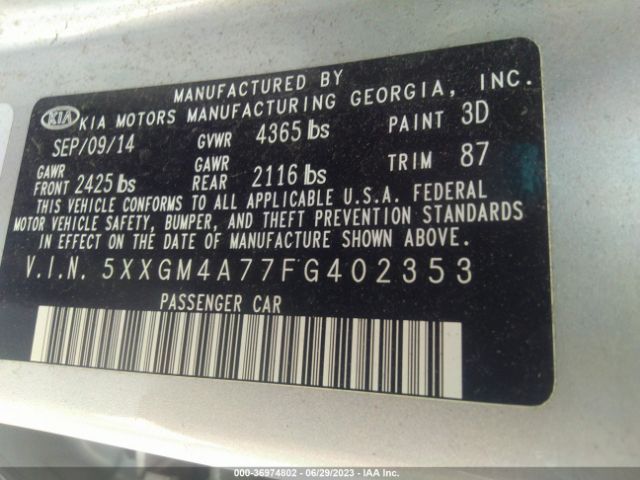 MANUFACTURED BY
KIA KIA MOTORS MANUFACTURING GEORGIA, INC.
SEP/09/14 GVWR 4365 lbs PAINT 3D
GAWR FRONT 2425 lbs GAWR REAR 2116 lbs TRIM 87
THIS VEHICLE CONFORMS TO ALL APPLICABLE U.S.A. FEDERAL
MOTOR VEHICLE SAFETY, BUMPER, AND THEFT PREVENTION STANDARDS
IN EFFECT ON THE DATE OF MANUFACTURE SHOWN ABOVE.
V.I.N. 5XXGM4A77FG402353
PASSENGER CAR
000-36974802 - 06/29/2023 - IAA Inc.